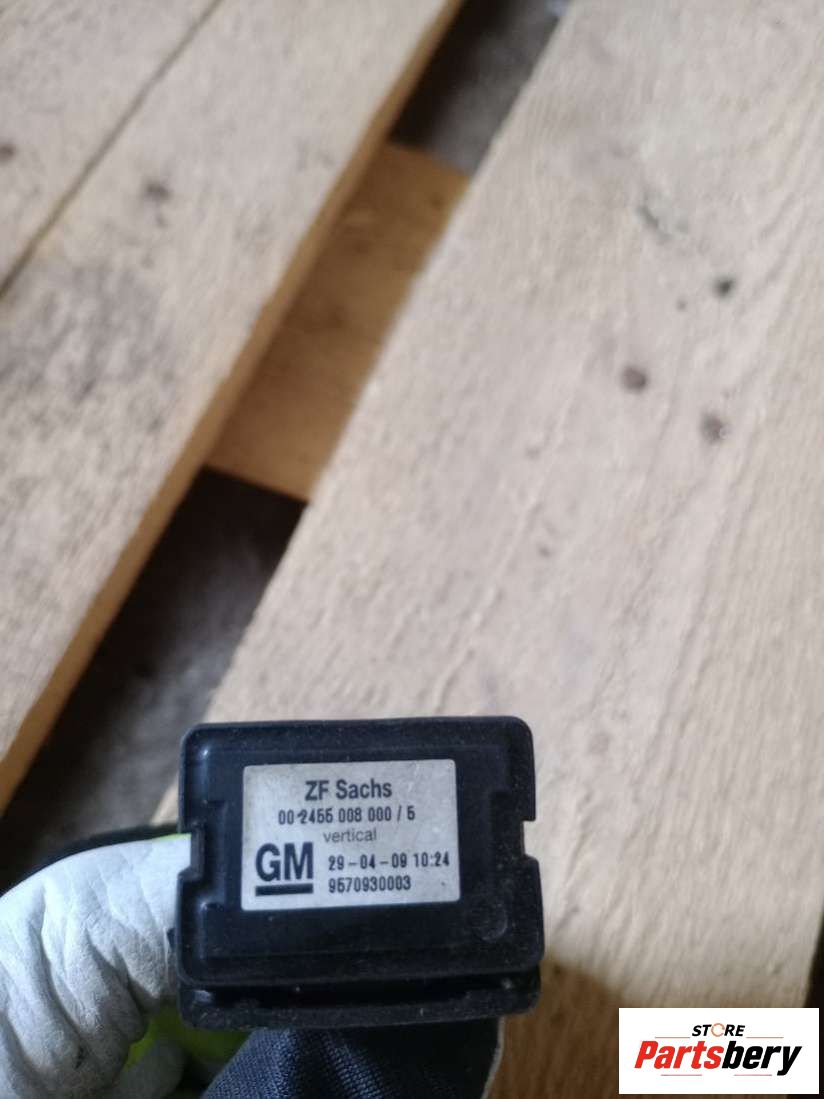 ZF Sachs
00 2455 008 000 / 5
vertical
GM
29-04-09 10:24
9570930003
STORE
Partsbery